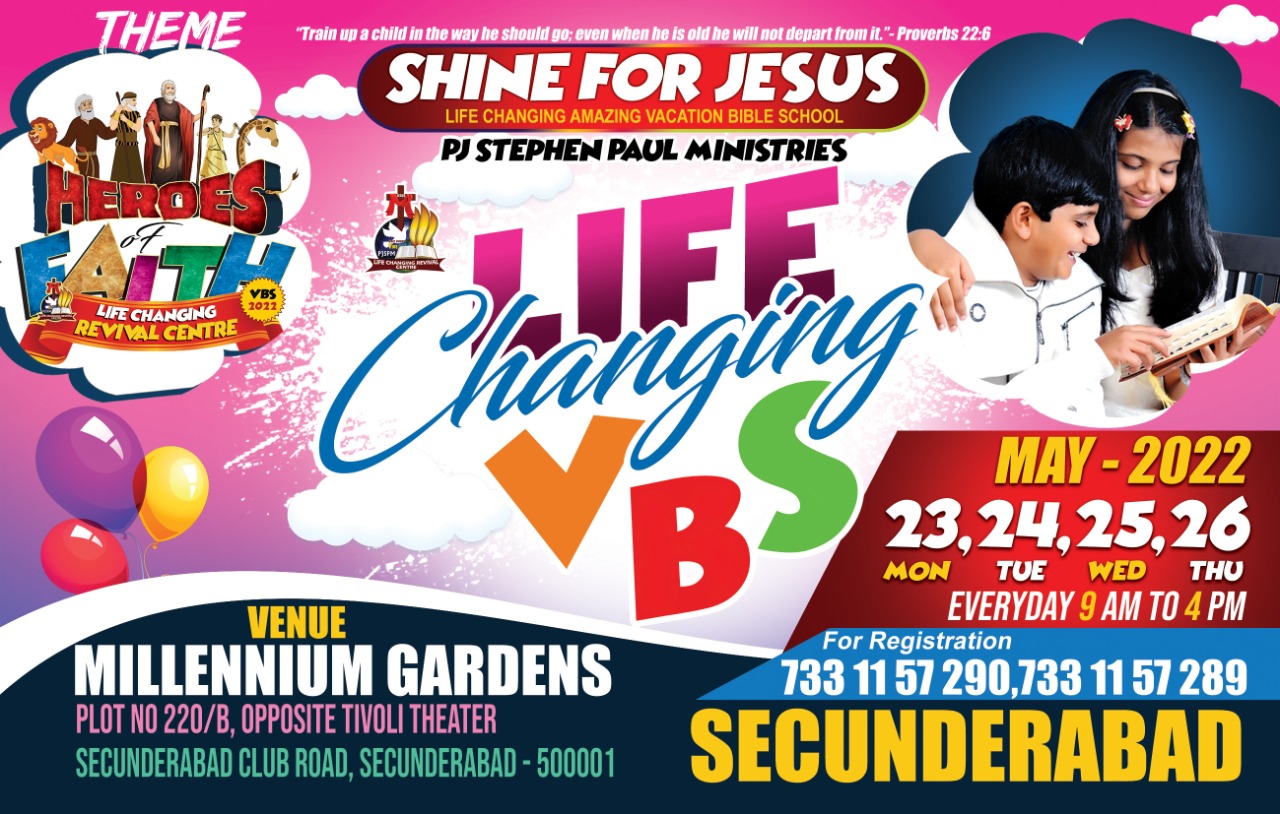 THEME
"Train up a child in the way he should go; even when he is old he will not depart from it."- Proverbs 22:6
SHINE FOR JESUS
LIFE CHANGING AMAZING VACATION BIBLE SCHOOL
PJ STEPHEN PAUL MINISTRIES
HEROES
OF
FAITH
VBS
2022
LIFE CHANGING
REVIVAL CENTRE
PJSPM
LIFE CHANGING REVIVAL
CENTRE
LIFE
Changing
VBS
MAY - 2022
23, 24, 25, 26
MON TUE WED THU
EVERYDAY 9 AM TO 4 PM
For Registration
733 11 57 290,733 11 57 289
SECUNDERABAD
VENUE
MILLENNIUM GARDENS
PLOT NO 220/B, OPPOSITE TIVOLI THEATER
SECUNDERABAD CLUB ROAD, SECUNDERABAD - 500001